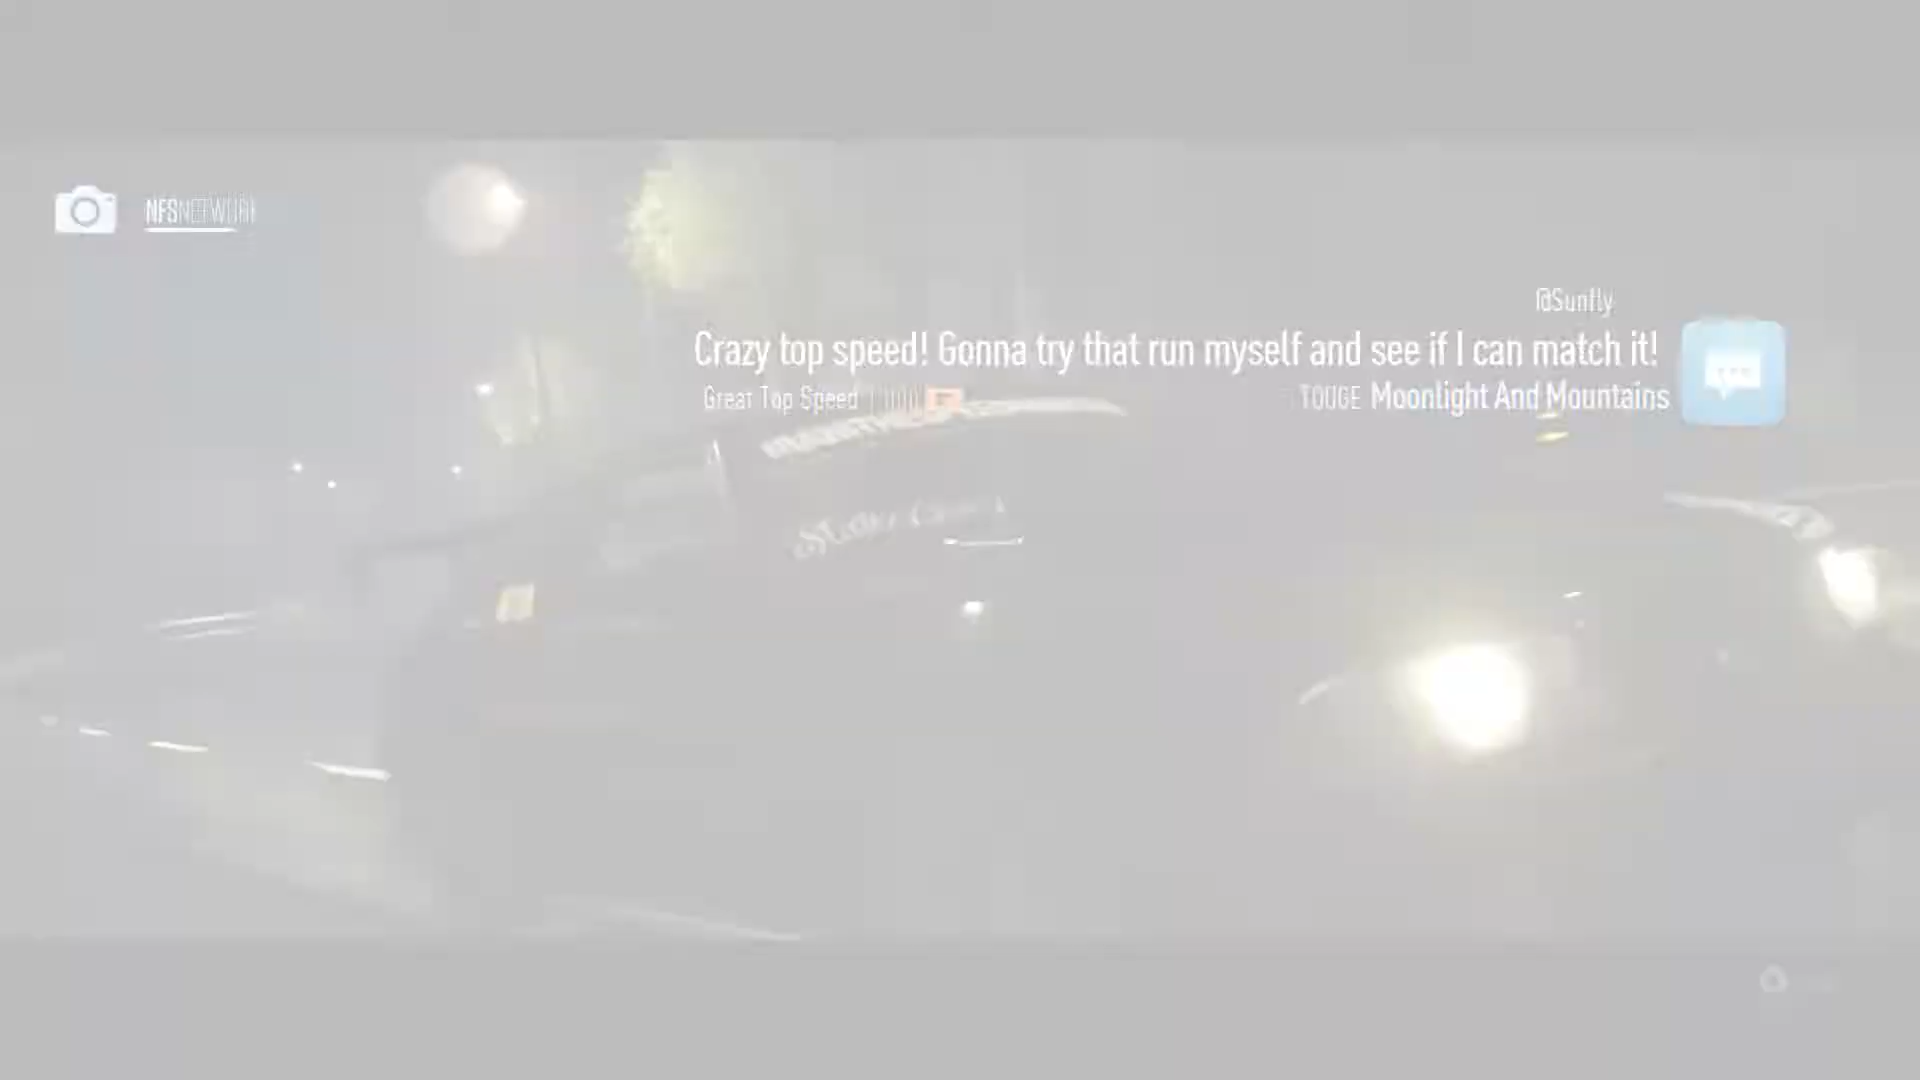 NFSNETWORK
@Sunfly
Crazy top speed! Gonna try that run myself and see if I can match it!
Great Top Speed
TOUGE Moonlight And Mountains